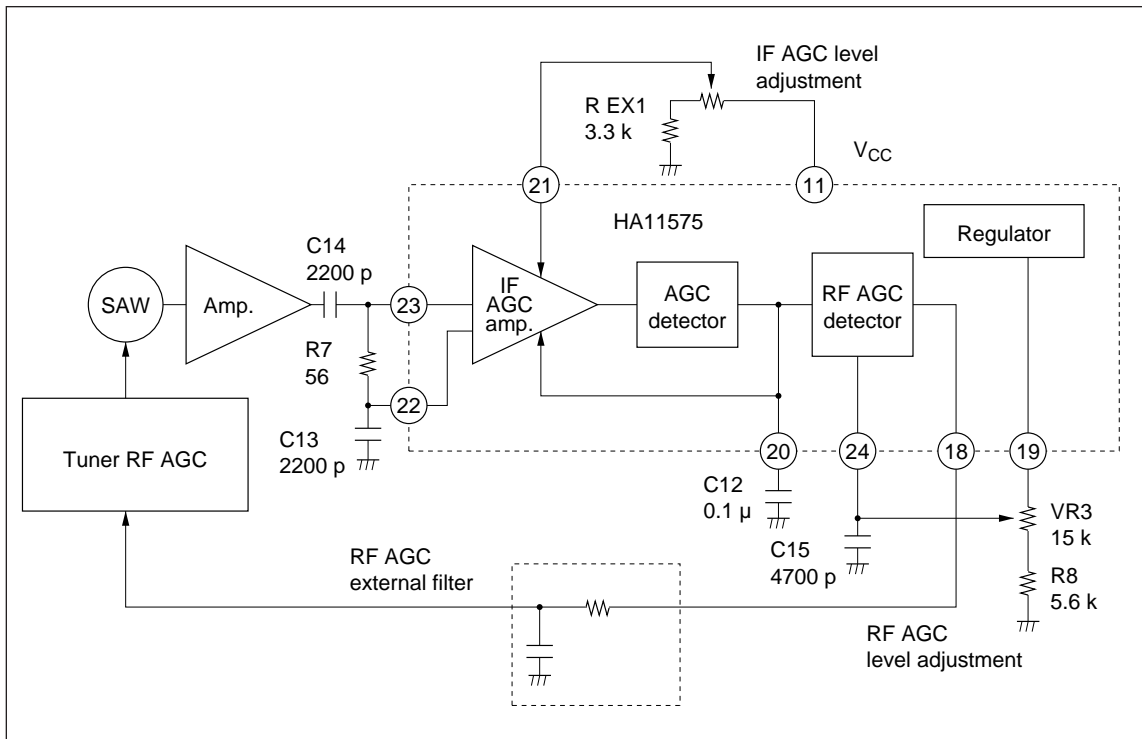 IF AGC level
adjustment
R EX1
3.3 k
V_CC
21
11
HA11575
Regulator
C14
2200 p
SAW
Amp.
23
IF
AGC
amp.
AGC
detector
RF AGC
detector
R7
56
22
C13
2200 p
Tuner RF AGC
20
24
18
19
C12
0.1 µ
VR3
15 k
C15
4700 p
R8
5.6 k
RF AGC
external filter
RF AGC
level adjustment